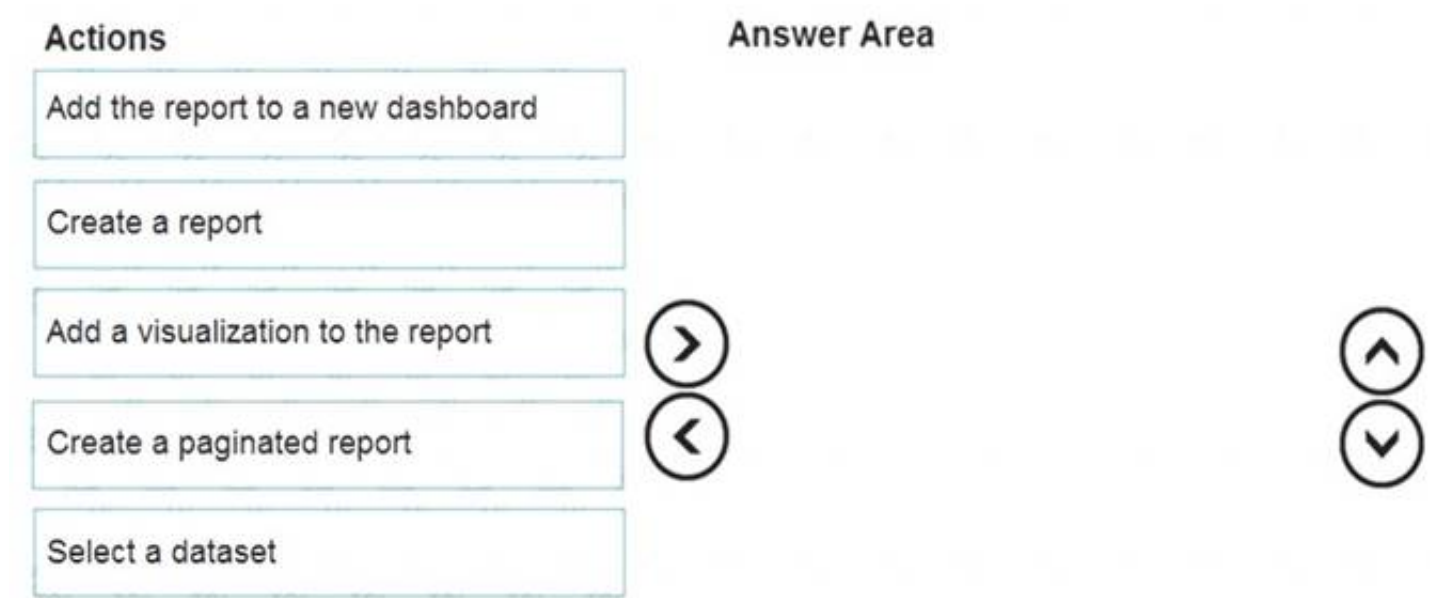 Actions
Answer Area
Add the report to a new dashboard
Create a report
Add a visualization to the report
Create a paginated report
Select a dataset